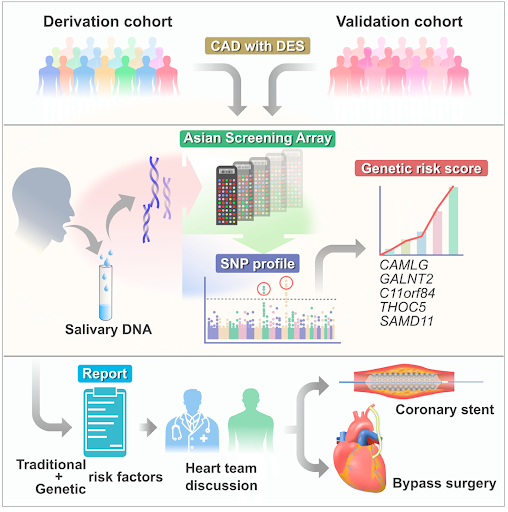 Derivation cohort
Validation cohort
CAD with DES
Asian Screening Array
Genetic risk score
SNP profile
Salivary DNA
CAMLG
GALNT2
C11orf84
THOC5
SAMD11
Report
Traditional
+
Genetic
risk factors
Heart team
discussion
Coronary stent
Bypass surgery